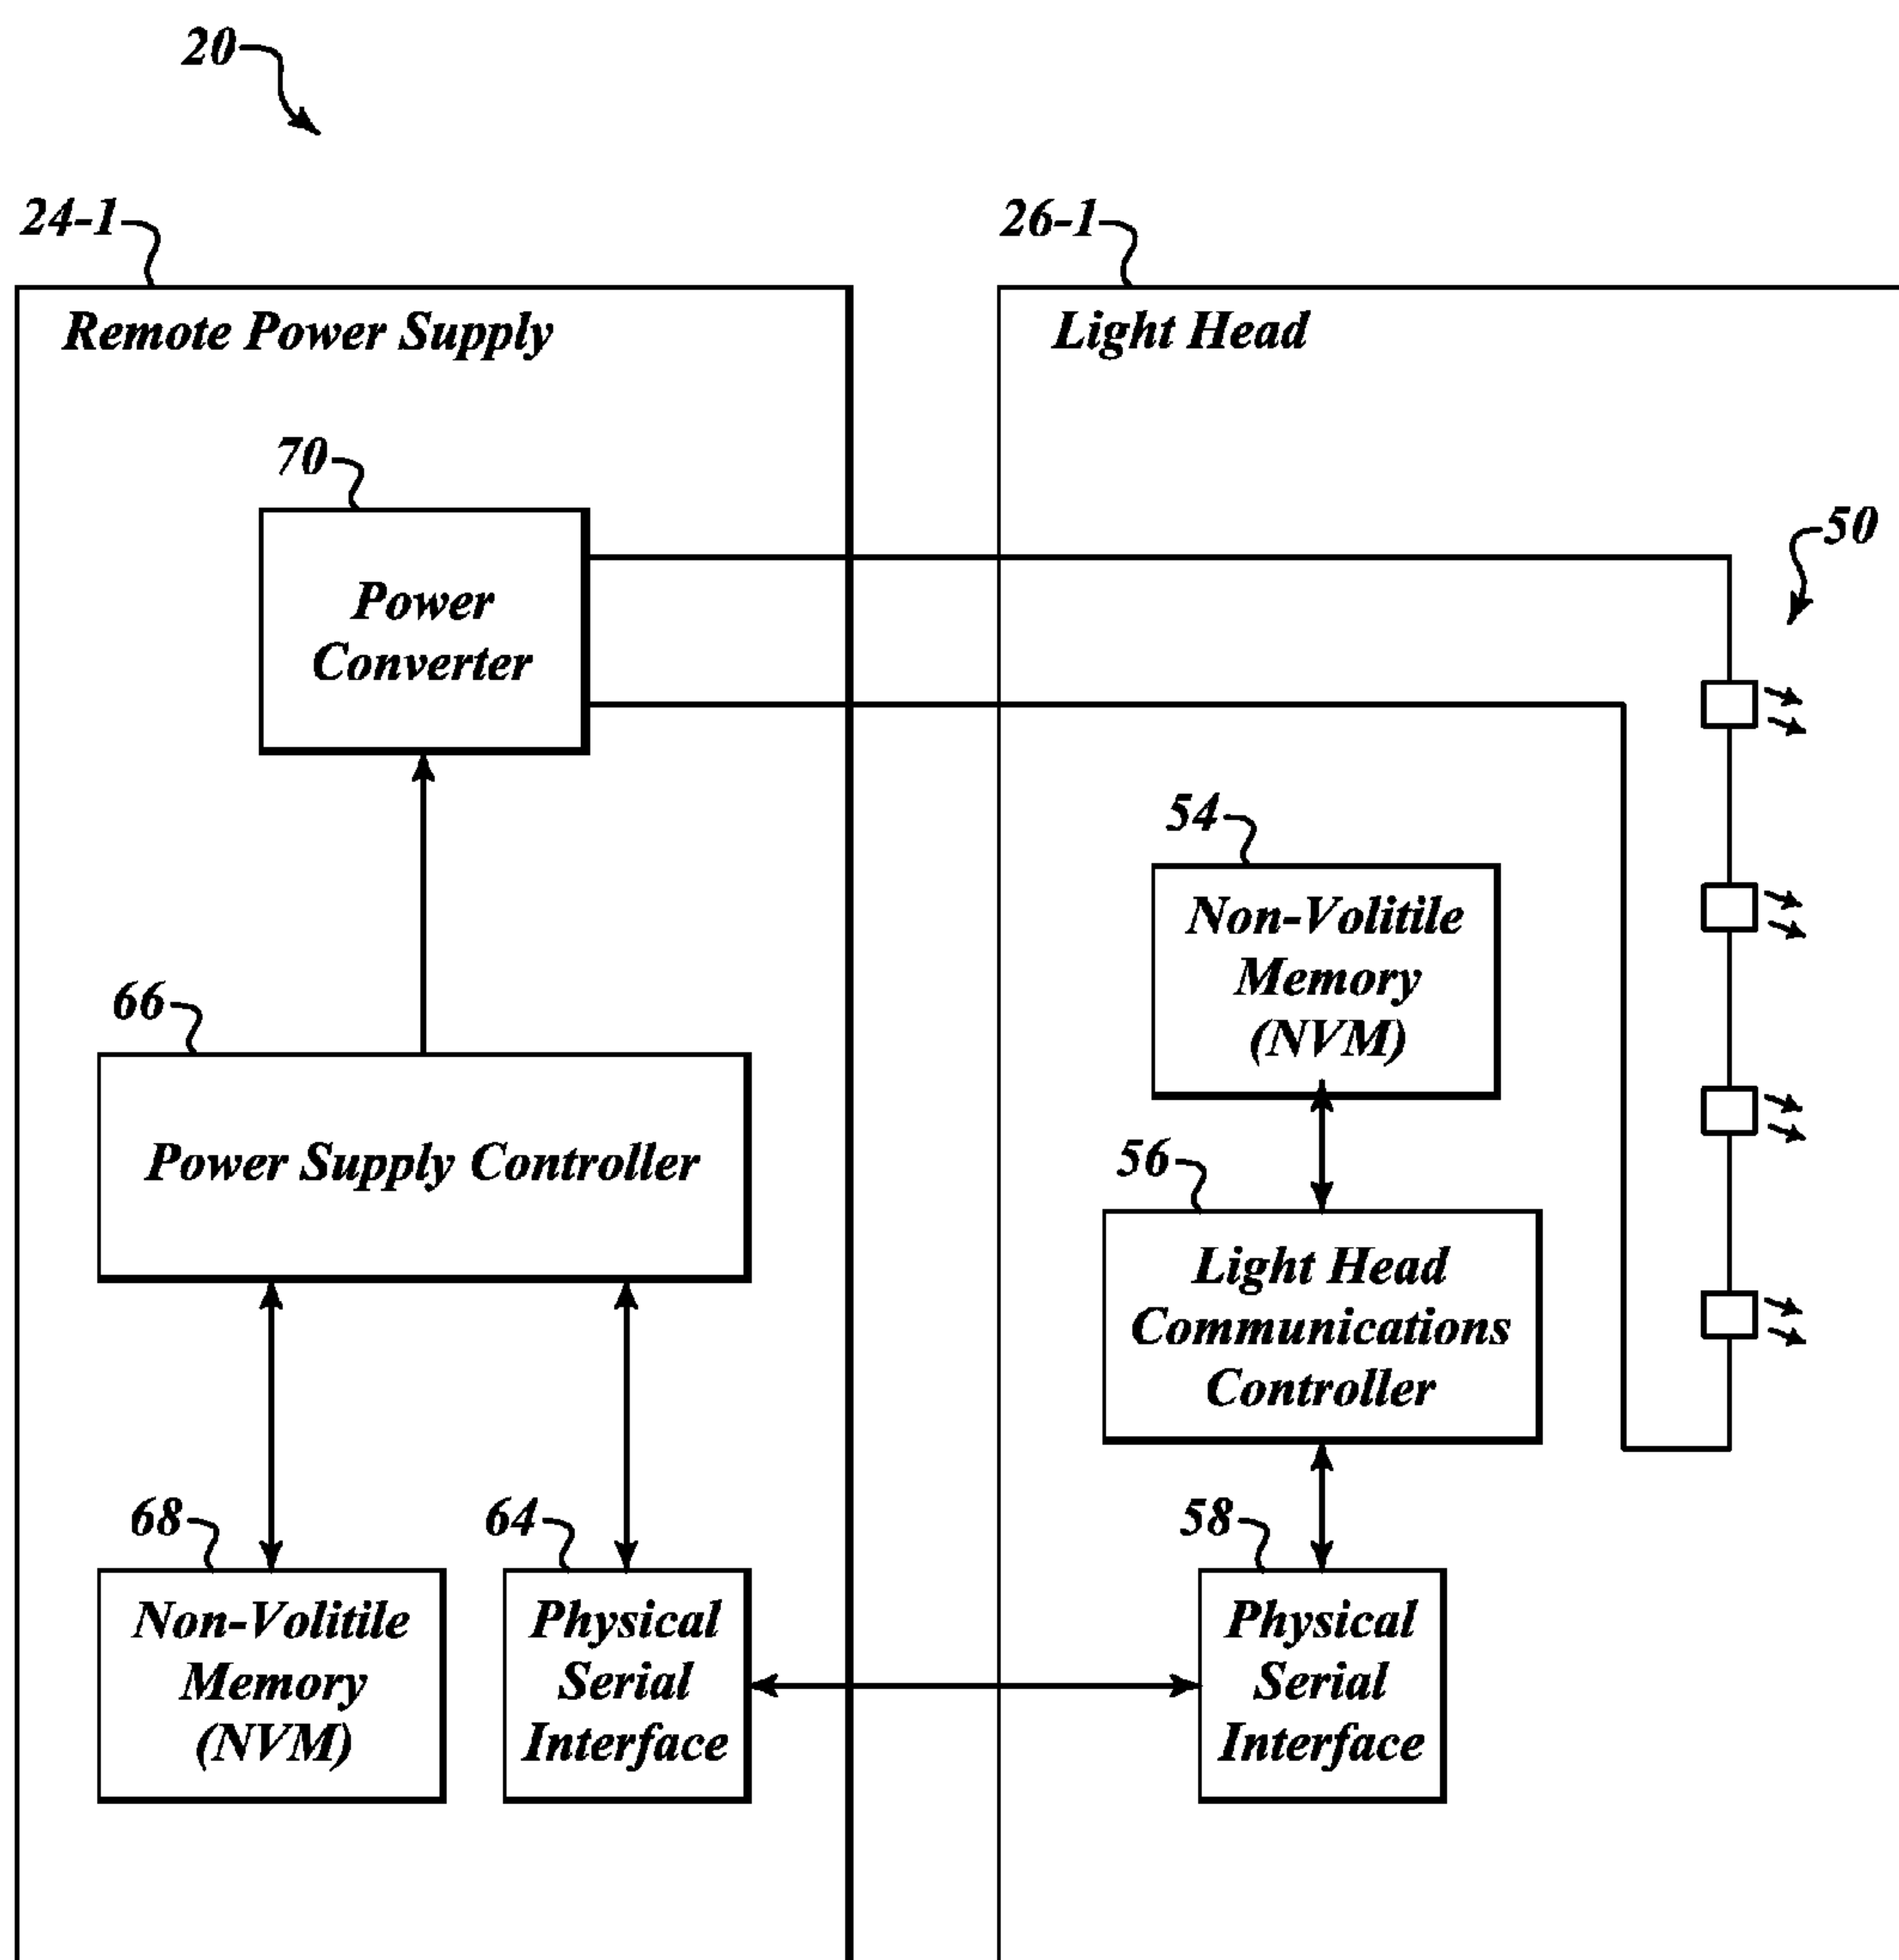 20
24-1
26-1
Remote Power Supply
Light Head
70
50
Power
Converter
54
Non-Volitile
Memory
(NVM)
66
Power Supply Controller
56
Light Head
Communications
Controller
68
64
58
Non-Volitile
Memory
(NVM)
Physical
Serial
Interface
Physical
Serial
Interface